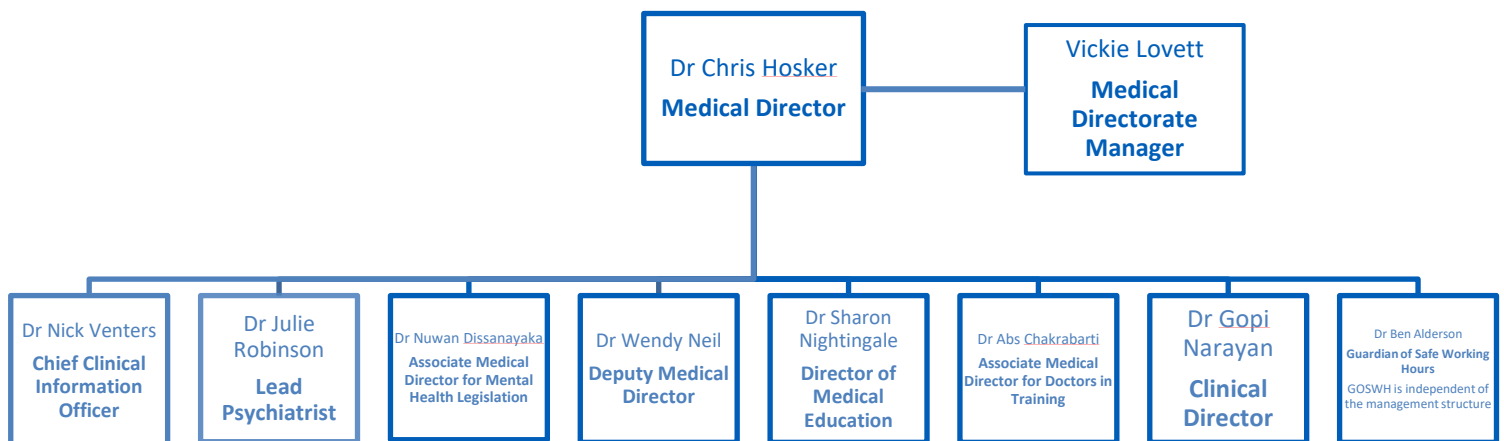 Dr Chris Hosker
Medical Director
Vickie Lovett
Medical
Directorate
Manager
Dr Nick Venters
Chief Clinical
Information
Officer
Dr Julie
Robinson
Lead
Psychiatrist
Dr Nuwan Dissanayaka
Associate Medical
Director for Mental
Health Legislation
Dr Wendy Neil
Deputy Medical
Director
Dr Sharon
Nightingale
Director of
Medical
Education
Dr Abs Chakrabarti
Associate Medical
Director for Doctors in
Training
Dr Gopi
Narayan
Clinical
Director
Dr Ben Alderson
Guardian of Safe Working
Hours
GOSWH is independent of
the management structure